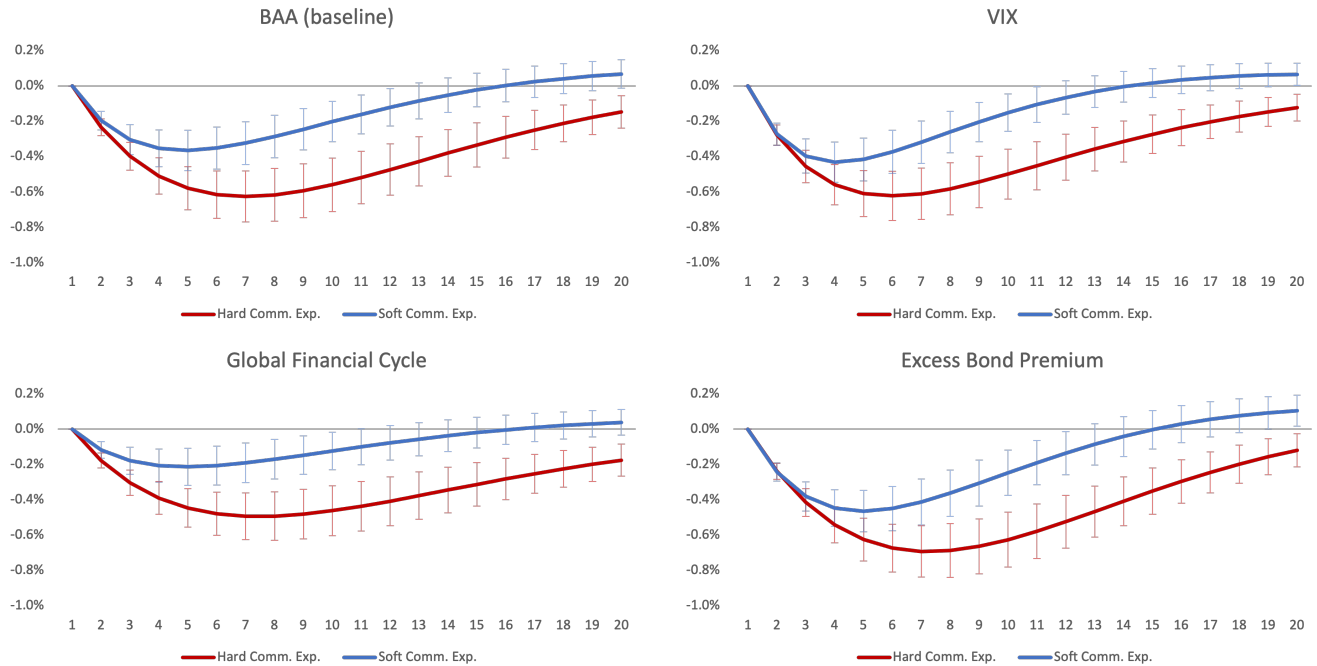 BAA (baseline)
0.2%
0.0%
-0.2%
-0.4%
-0.6%
-0.8%
-1.0%
1 2 3 4 5 6 7 8 9 10 11 12 13 14 15 16 17 18 19 20
Hard Comm. Exp. Soft Comm. Exp.
VIX
0.2%
0.0%
-0.2%
-0.4%
-0.6%
-0.8%
-1.0%
1 2 3 4 5 6 7 8 9 10 11 12 13 14 15 16 17 18 19 20
Hard Comm. Exp. Soft Comm. Exp.
Global Financial Cycle
0.2%
0.0%
-0.2%
-0.4%
-0.6%
-0.8%
-1.0%
1 2 3 4 5 6 7 8 9 10 11 12 13 14 15 16 17 18 19 20
Hard Comm. Exp. Soft Comm. Exp.
Excess Bond Premium
0.2%
0.0%
-0.2%
-0.4%
-0.6%
-0.8%
-1.0%
1 2 3 4 5 6 7 8 9 10 11 12 13 14 15 16 17 18 19 20
Hard Comm. Exp. Soft Comm. Exp.